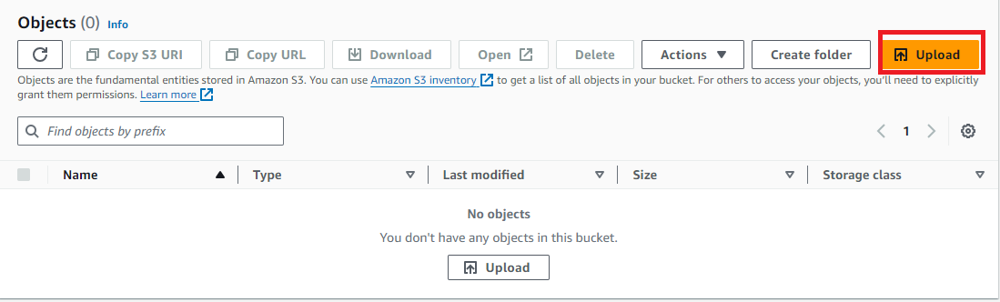 Objects (0) Info
Copy S3 URI Copy URL Download Open Delete Actions Create folder Upload
Objects are the fundamental entities stored in Amazon S3. You can use Amazon S3 inventory to get a list of all objects in your bucket. For others to access your objects, you'll need to explicitly
grant them permissions. Learn more
Find objects by prefix 1
Name Type Last modified Size Storage class
No objects
You don't have any objects in this bucket.
Upload